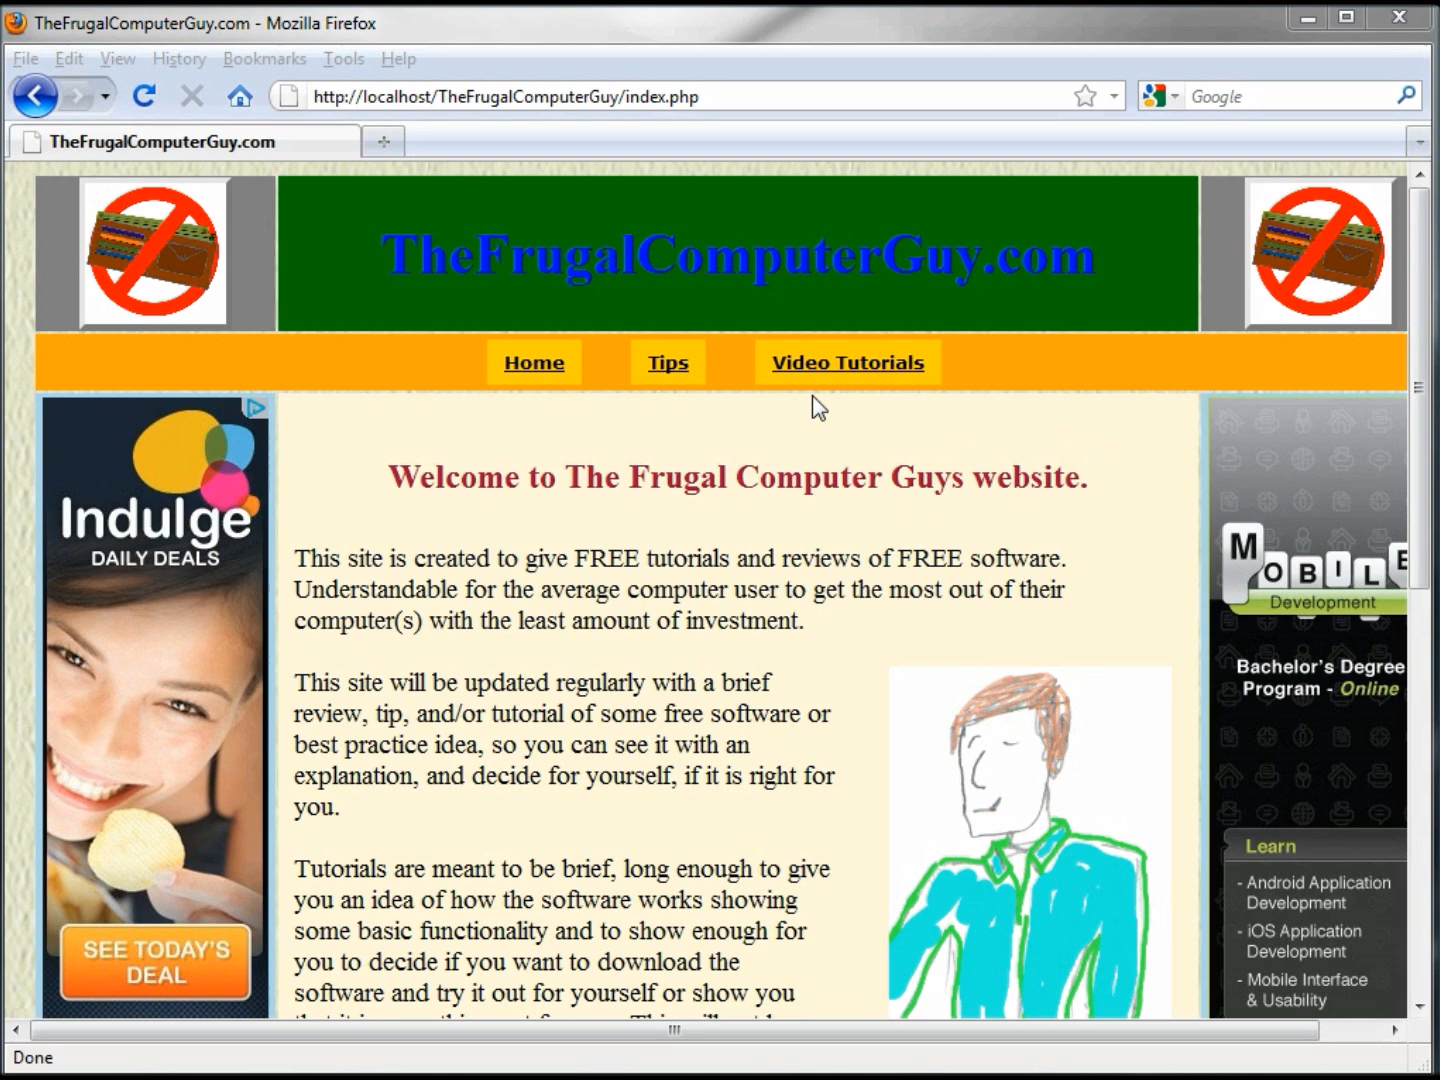 TheFrugalComputerGuy.com - Mozilla Firefox
File Edit View History Bookmarks Tools Help
http://localhost/TheFrugalComputerGuy/index.php
Google
TheFrugalComputerGuy.com
TheFrugalComputerGuy.com
Home Tips Video Tutorials
Indulge
DAILY DEALS
SEE TODAY'S
DEAL
Welcome to The Frugal Computer Guys website.
This site is created to give FREE tutorials and reviews of FREE software.
Understandable for the average computer user to get the most out of their
computer(s) with the least amount of investment.
This site will be updated regularly with a brief
review, tip, and/or tutorial of some free software or
best practice idea, so you can see it with an
explanation, and decide for yourself, if it is right for
you.
Tutorials are meant to be brief, long enough to give
you an idea of how the software works showing
some basic functionality and to show enough for
you to decide if you want to download the
software and try it out for yourself or show you
MOBILE
Development
Bachelor's Degree
Program - Online
Learn
- Android Application
Development
- iOS Application
Development
- Mobile Interface
& Usability
Done